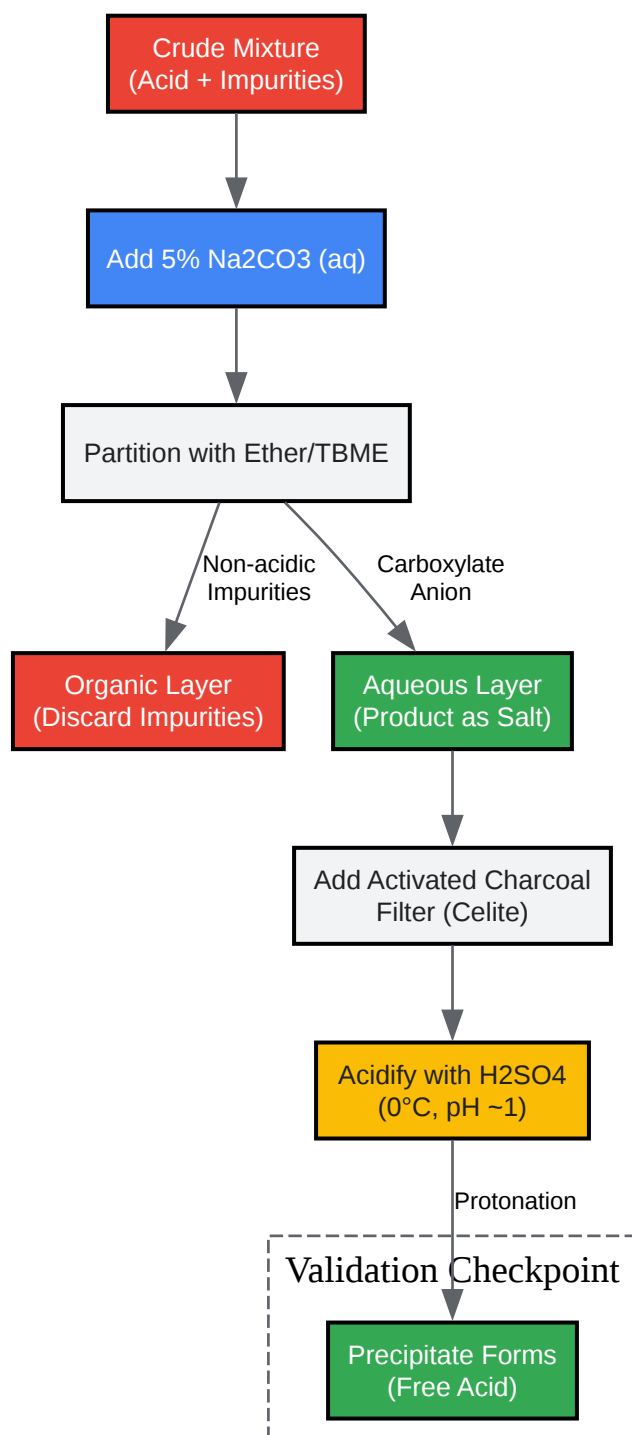 Crude Mixture
(Acid + Impurities)
Add 5% Na2CO3 (aq)
Partition with Ether/TBME
Non-acidic
Impurities
Carboxylate
Anion
Organic Layer
(Discard Impurities)
Aqueous Layer
(Product as Salt)
Add Activated Charcoal
Filter (Celite)
Acidify with H2SO4
(0°C, pH ~1)
Protonation
Validation Checkpoint
Precipitate Forms
(Free Acid)